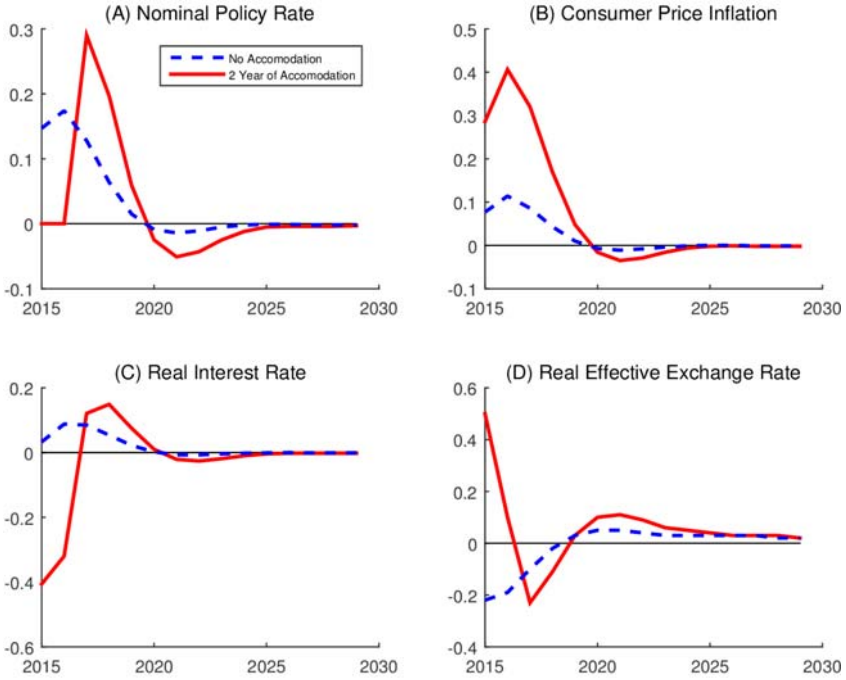 (A) Nominal Policy Rate
0.3
0.2
0.1
0
-0.1
2015 2020 2025 2030
No Accomodation
2 Year of Accomodation
(B) Consumer Price Inflation
0.5
0.4
0.3
0.2
0.1
0
-0.1
2015 2020 2025 2030
(C) Real Interest Rate
0.2
0
-0.2
-0.4
-0.6
2015 2020 2025 2030
(D) Real Effective Exchange Rate
0.6
0.4
0.2
0
-0.2
-0.4
2015 2020 2025 2030